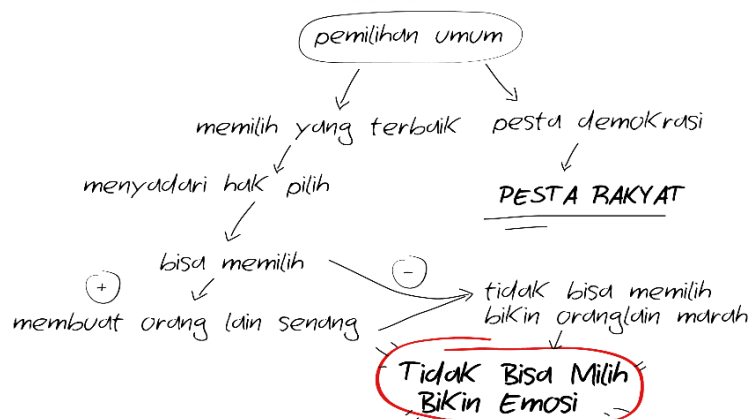 pemilihan umum
memilih yang terbaik
pesta demokrasi
menyadari hak pilih
PESTA RAKYAT
bisa memilih
+
-
membuat orang lain senang
tidak bisa memilih
bikin oranglain marah
Tidak Bisa Milih
Bikin Emosi